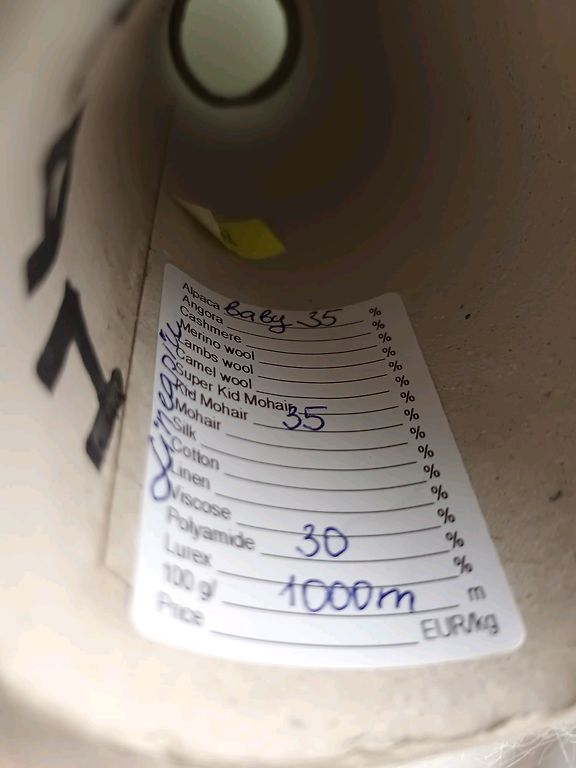 Alpaca baby 35 %
Angora %
Cashmere %
Merino wool %
Lambs wool %
Camel wool %
Super Kid Mohair %
Kid Mohair 35 %
Mohair %
Silk %
Cotton %
Linen %
Viscose %
Polyamide 30 %
Lurex %
100 g/ 1000m m
Price EUR/kg